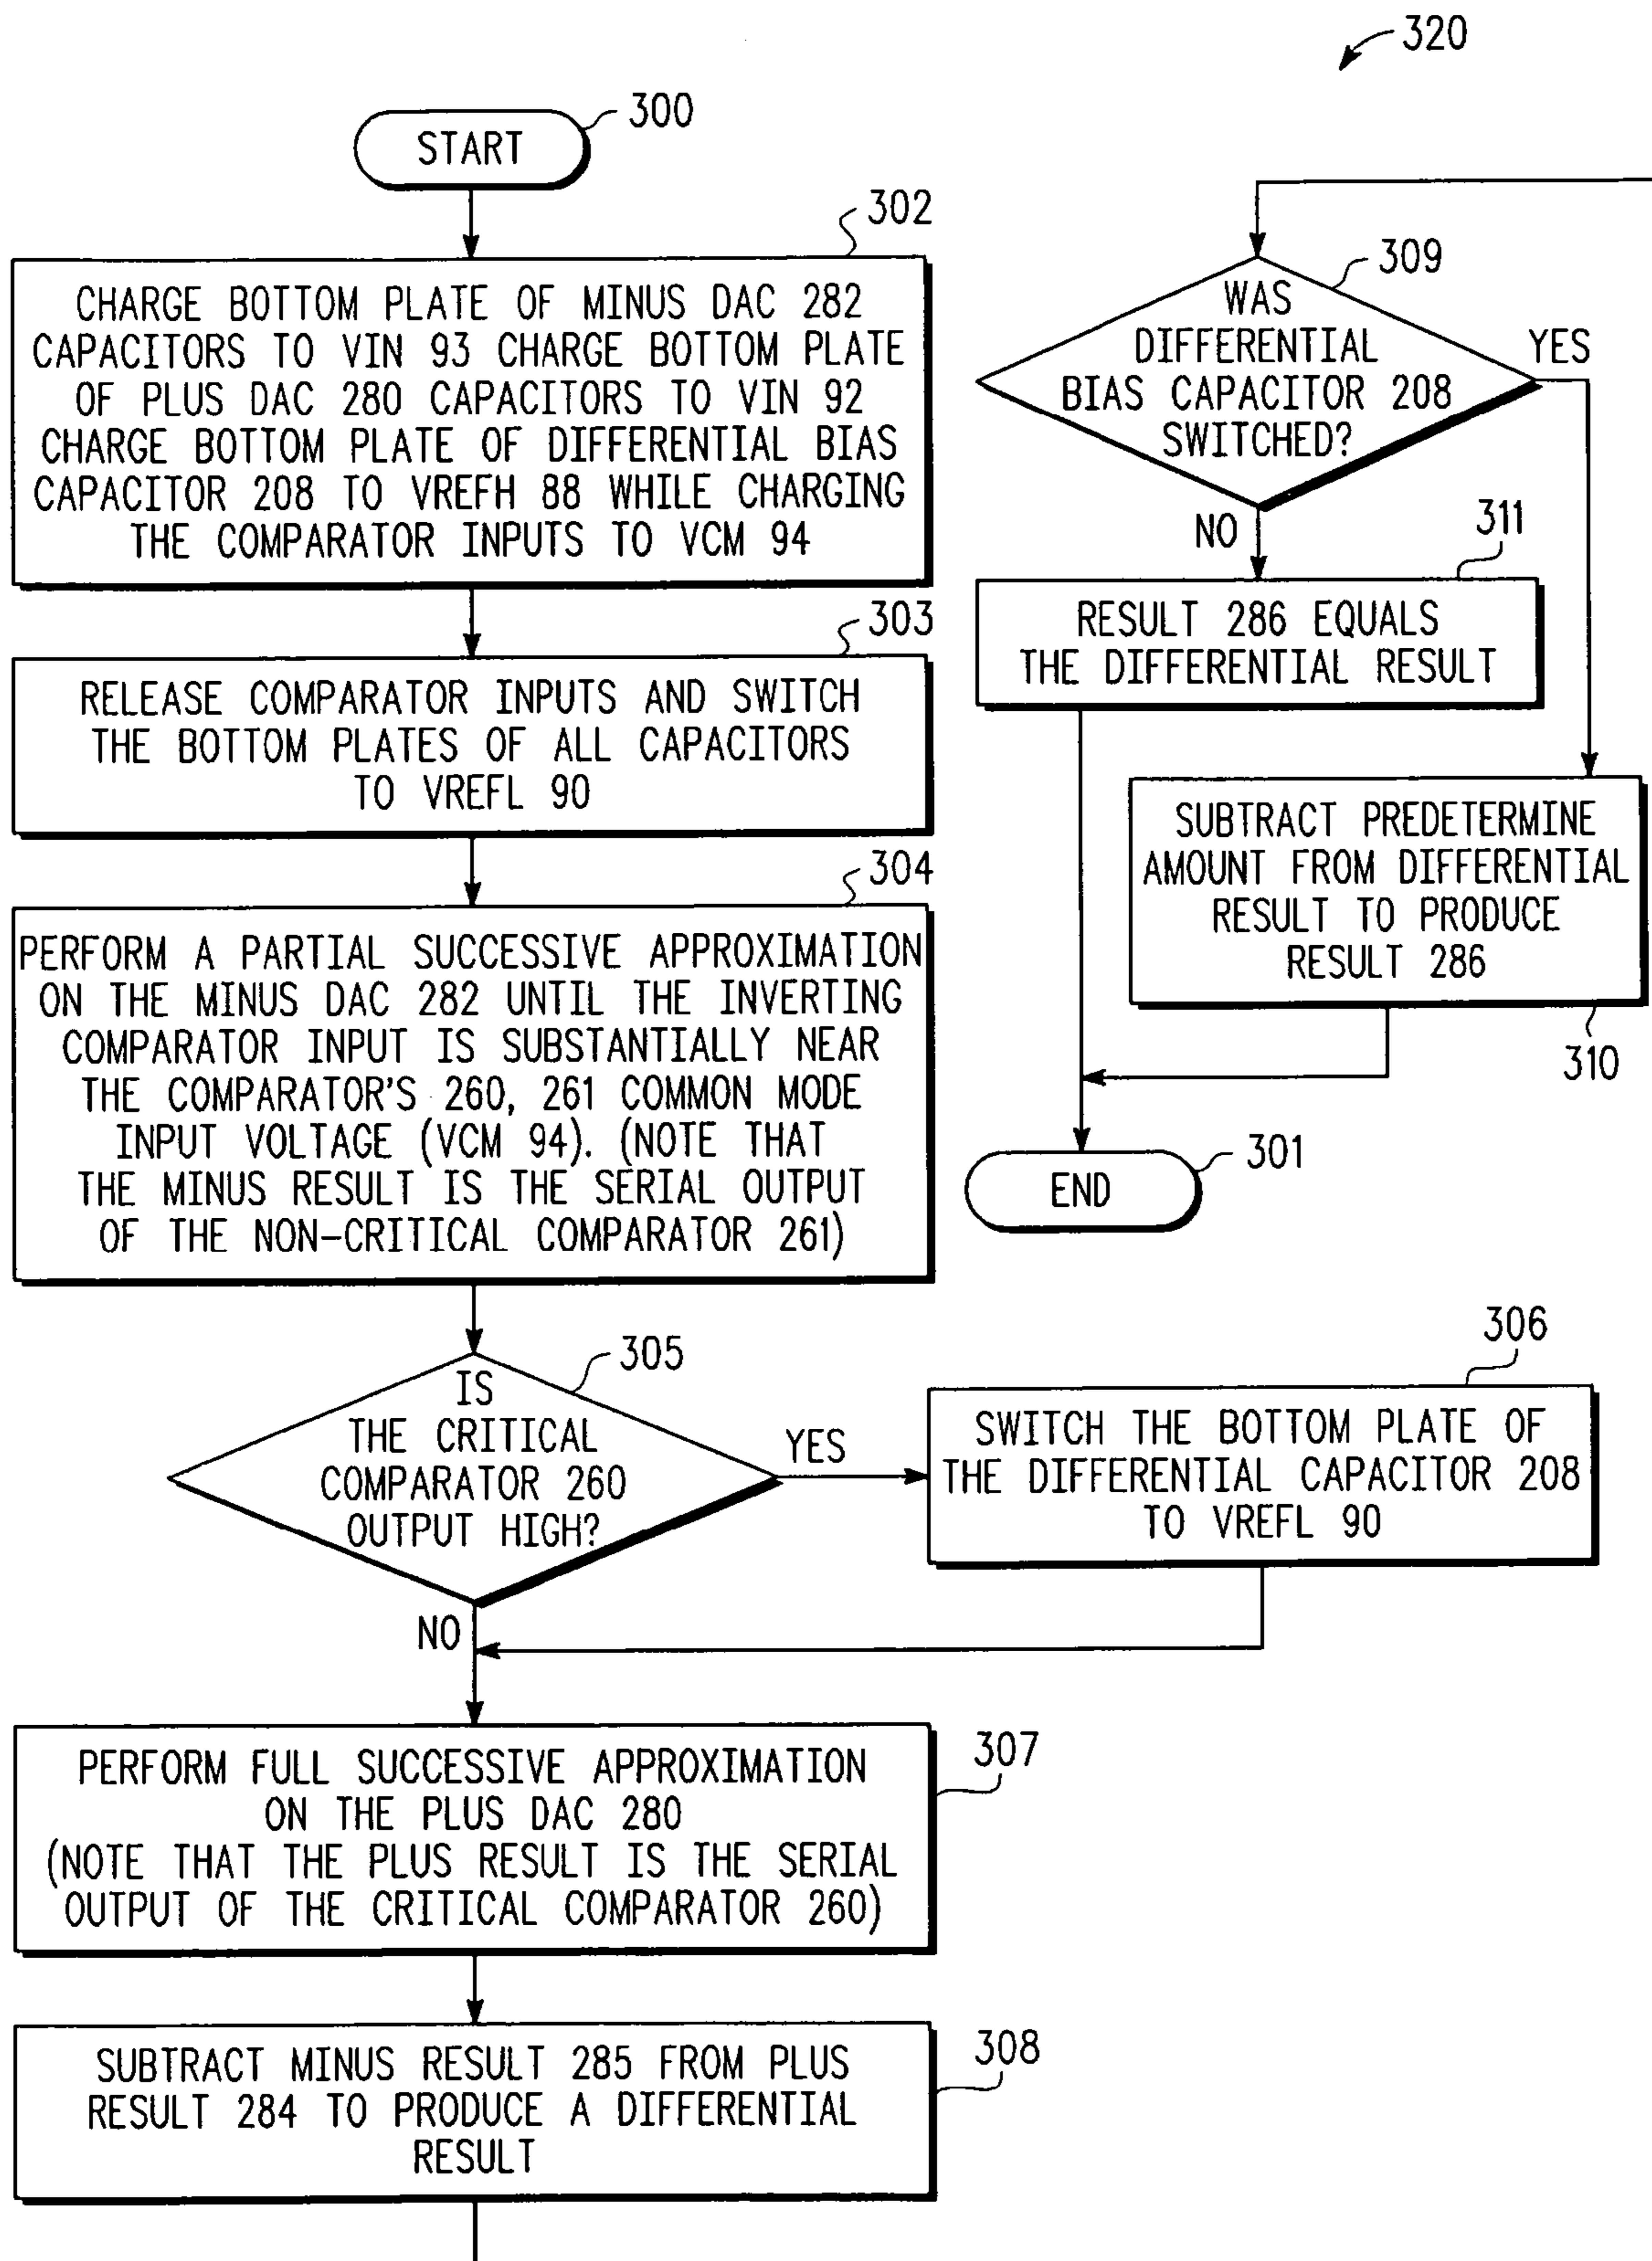 320
START
300
302
CHARGE BOTTOM PLATE OF MINUS DAC 282
CAPACITORS TO VIN 93 CHARGE BOTTOM PLATE
OF PLUS DAC 280 CAPACITORS TO VIN 92
CHARGE BOTTOM PLATE OF DIFFERENTIAL BIAS
CAPACITOR 208 TO VREFH 88 WHILE CHARGING
THE COMPARATOR INPUTS TO VCM 94
303
RELEASE COMPARATOR INPUTS AND SWITCH
THE BOTTOM PLATES OF ALL CAPACITORS
TO VREFL 90
304
PERFORM A PARTIAL SUCCESSIVE APPROXIMATION
ON THE MINUS DAC 282 UNTIL THE INVERTING
COMPARATOR INPUT IS SUBSTANTIALLY NEAR
THE COMPARATOR'S 260, 261 COMMON MODE
INPUT VOLTAGE (VCM 94). (NOTE THAT
THE MINUS RESULT IS THE SERIAL OUTPUT
OF THE NON-CRITICAL COMPARATOR 261)
305
IS
THE CRITICAL
COMPARATOR 260
OUTPUT HIGH?
YES
NO
306
SWITCH THE BOTTOM PLATE OF
THE DIFFERENTIAL CAPACITOR 208
TO VREFL 90
307
PERFORM FULL SUCCESSIVE APPROXIMATION
ON THE PLUS DAC 280
(NOTE THAT THE PLUS RESULT IS THE SERIAL
OUTPUT OF THE CRITICAL COMPARATOR 260)
308
SUBTRACT MINUS RESULT 285 FROM PLUS
RESULT 284 TO PRODUCE A DIFFERENTIAL
RESULT
309
WAS
DIFFERENTIAL
BIAS CAPACITOR 208
SWITCHED?
YES
NO
311
RESULT 286 EQUALS
THE DIFFERENTIAL RESULT
SUBTRACT PREDETERMINE
AMOUNT FROM DIFFERENTIAL
RESULT TO PRODUCE
RESULT 286
310
END
301